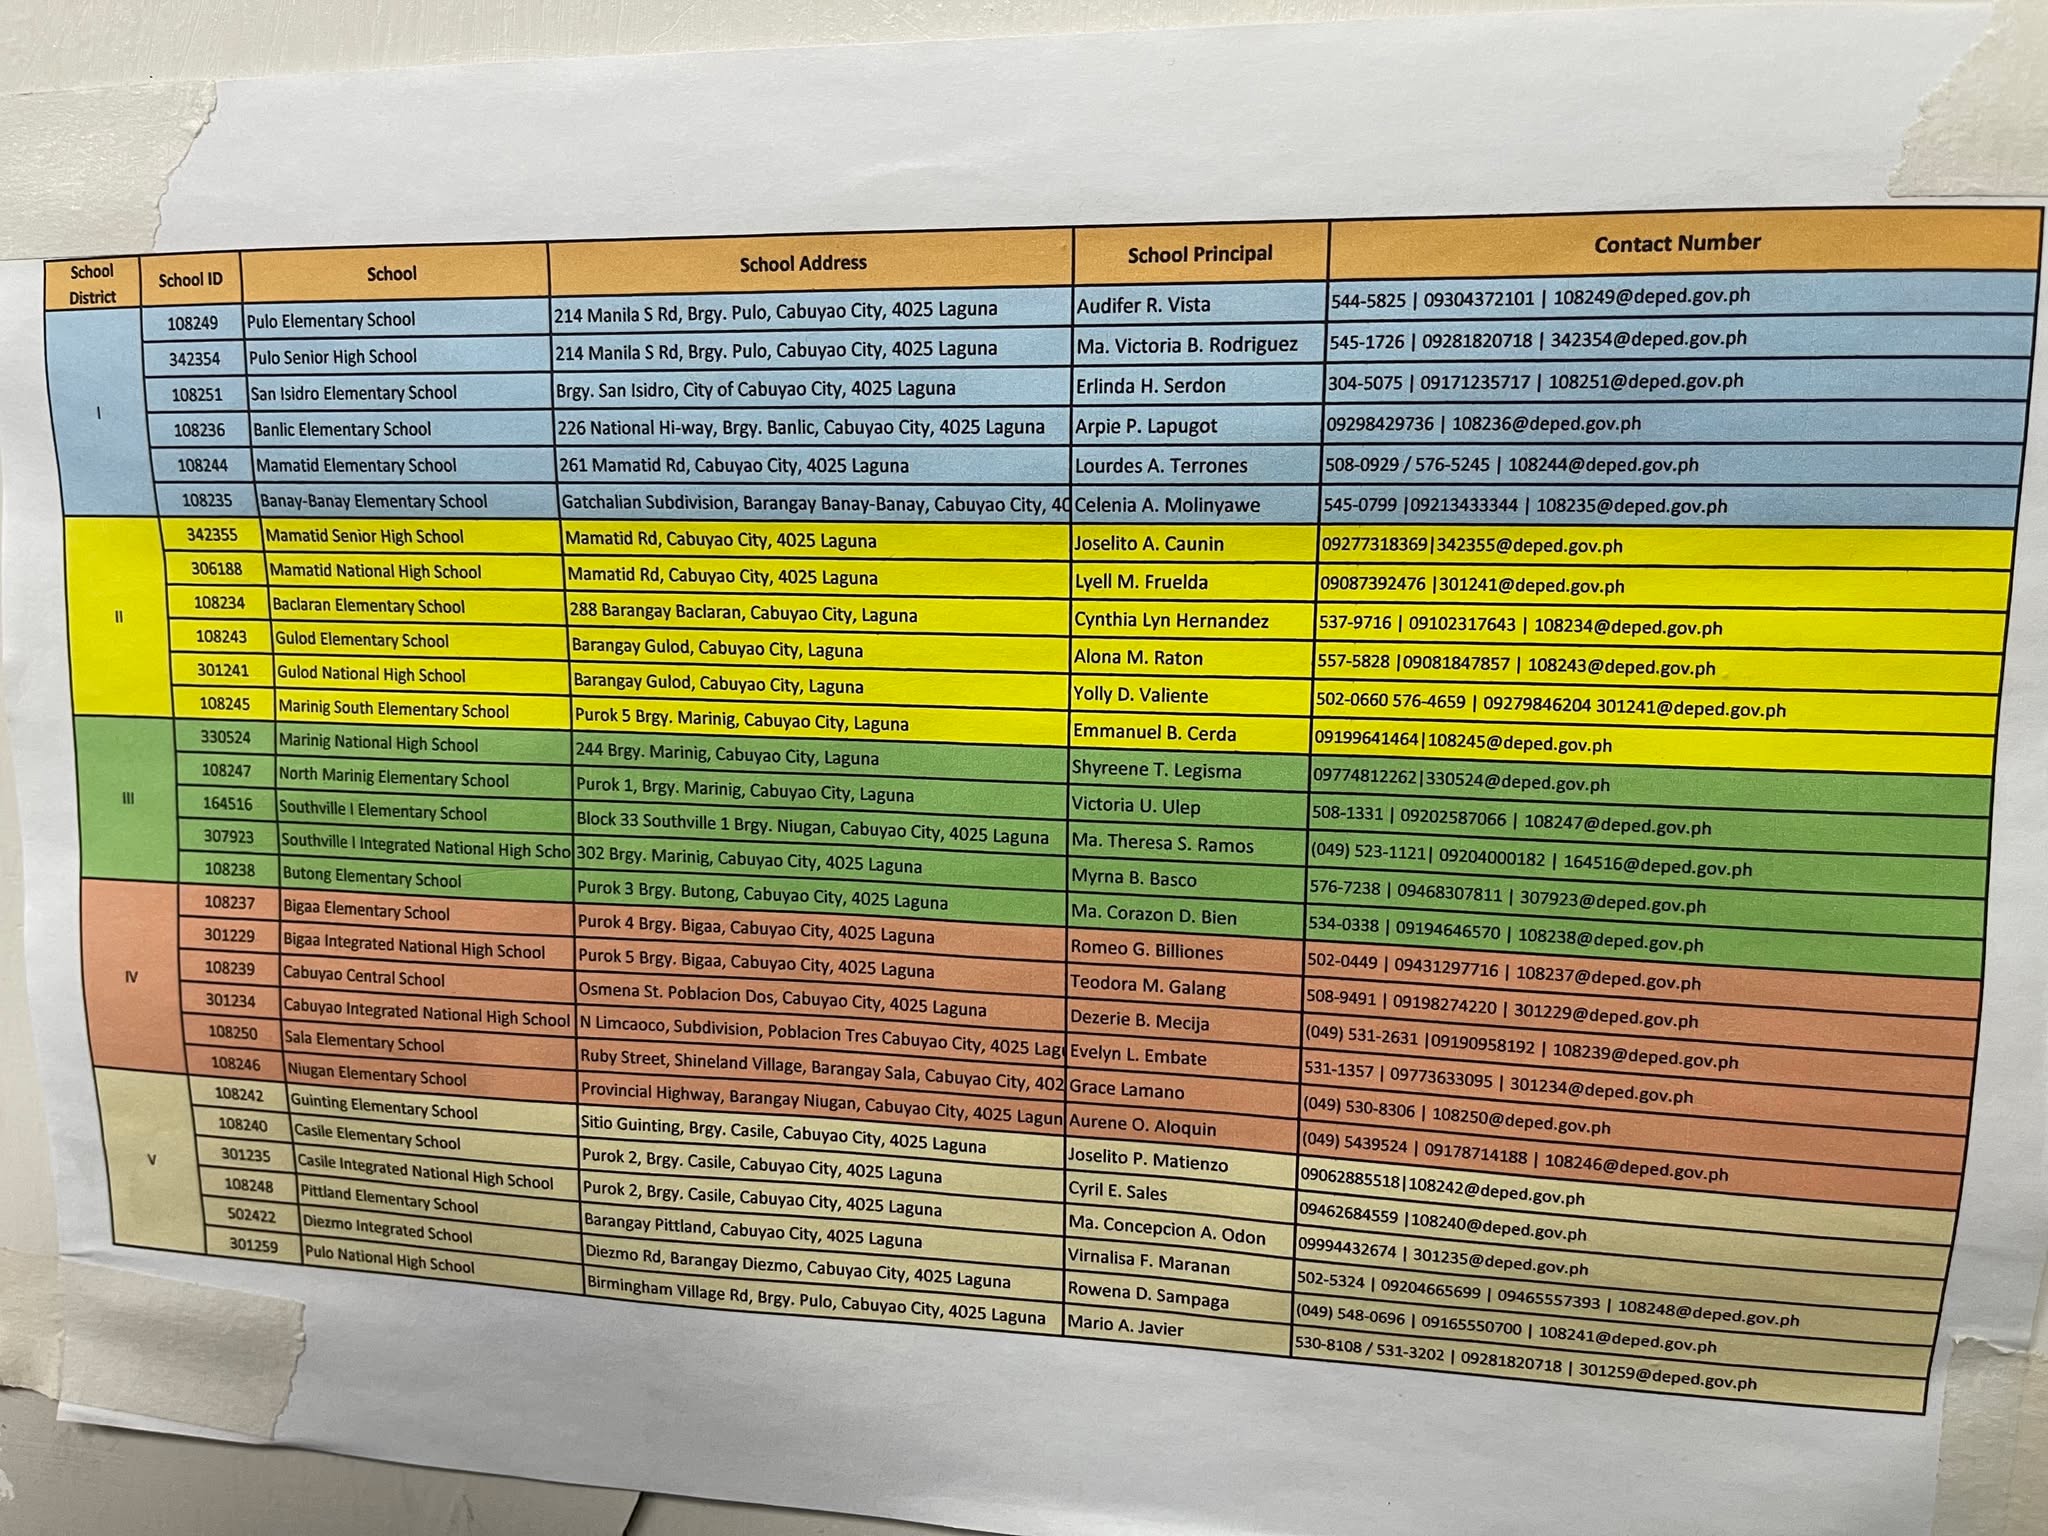 School District | School ID | School | School Address | School Principal | Contact Number
I
108249 | Pulo Elementary School | 214 Manila S Rd, Brgy. Pulo, Cabuyao City, 4025 Laguna | Audifer R. Vista | 544-5825 | 09304372101 | 108249@deped.gov.ph
342354 | Pulo Senior High School | 214 Manila S Rd, Brgy. Pulo, Cabuyao City, 4025 Laguna | Ma. Victoria B. Rodriguez | 545-1726 | 09281820718 | 342354@deped.gov.ph
108251 | San Isidro Elementary School | Brgy. San Isidro, City of Cabuyao City, 4025 Laguna | Erlinda H. Serdon | 304-5075 | 09171235717 | 108251@deped.gov.ph
108236 | Banlic Elementary School | 226 National Hi-way, Brgy. Banlic, Cabuyao City, 4025 Laguna | Arpie P. Lapugot | 09298429736 | 108236@deped.gov.ph
108244 | Mamatid Elementary School | 261 Mamatid Rd, Cabuyao City, 4025 Laguna | Lourdes A. Terrones | 508-0929 / 576-5245 | 108244@deped.gov.ph
108235 | Banay-Banay Elementary School | Gatchalian Subdivision, Barangay Banay-Banay, Cabuyao City, 40 | Celenia A. Molinyawe | 545-0799 |09213433344 | 108235@deped.gov.ph
II
342355 | Mamatid Senior High School | Mamatid Rd, Cabuyao City, 4025 Laguna | Joselito A. Caunin | 09277318369|342355@deped.gov.ph
306188 | Mamatid National High School | Mamatid Rd, Cabuyao City, 4025 Laguna | Lyell M. Fruelda | 09087392476 |301241@deped.gov.ph
108234 | Baclaran Elementary School | 288 Barangay Baclaran, Cabuyao City, Laguna | Cynthia Lyn Hernandez | 537-9716 | 09102317643 | 108234@deped.gov.ph
108243 | Gulod Elementary School | Barangay Gulod, Cabuyao City, Laguna | Alona M. Raton | 557-5828 |09081847857 | 108243@deped.gov.ph
301241 | Gulod National High School | Barangay Gulod, Cabuyao City, Laguna | Yolly D. Valiente | 502-0660 576-4659 | 09279846204 301241@deped.gov.ph
108245 | Marinig South Elementary School | Purok 5 Brgy. Marinig, Cabuyao City, Laguna | Emmanuel B. Cerda | 09199641464|108245@deped.gov.ph
III
330524 | Marinig National High School | 244 Brgy. Marinig, Cabuyao City, Laguna | Shyreene T. Legisma | 09774812262|330524@deped.gov.ph
108247 | North Marinig Elementary School | Purok 1, Brgy. Marinig, Cabuyao City, Laguna | Victoria U. Ulep | 508-1331 | 09202587066 | 108247@deped.gov.ph
164516 | Southville I Elementary School | Block 33 Southville 1 Brgy. Niugan, Cabuyao City, 4025 Laguna | Ma. Theresa S. Ramos | (049) 523-1121| 09204000182 | 164516@deped.gov.ph
307923 | Southville I Integrated National High Scho | 302 Brgy. Marinig, Cabuyao City, 4025 Laguna | Myrna B. Basco | 576-7238 | 09468307811 | 307923@deped.gov.ph
108238 | Butong Elementary School | Purok 3 Brgy. Butong, Cabuyao City, 4025 Laguna | Ma. Corazon D. Bien | 534-0338 | 09194646570 | 108238@deped.gov.ph
IV
108237 | Bigaa Elementary School | Purok 4 Brgy. Bigaa, Cabuyao City, 4025 Laguna | Romeo G. Billiones | 502-0449 | 09431297716 | 108237@deped.gov.ph
301229 | Bigaa Integrated National High School | Purok 5 Brgy. Bigaa, Cabuyao City, 4025 Laguna | Teodora M. Galang | 508-9491 | 09198274220 | 301229@deped.gov.ph
108239 | Cabuyao Central School | Osmena St. Poblacion Dos, Cabuyao City, 4025 Laguna | Dezerie B. Mecija | (049) 531-2631 |09190958192 | 108239@deped.gov.ph
301234 | Cabuyao Integrated National High School | N Limcaoco, Subdivision, Poblacion Tres Cabuyao City, 4025 Lag | Evelyn L. Embate | 531-1357 | 09773633095 | 301234@deped.gov.ph
108250 | Sala Elementary School | Ruby Street, Shineland Village, Barangay Sala, Cabuyao City, 402 | Grace Lamano | (049) 530-8306 | 108250@deped.gov.ph
108246 | Niugan Elementary School | Provincial Highway, Barangay Niugan, Cabuyao City, 4025 Lagun | Aurene O. Aloquin | (049) 5439524 | 09178714188 | 108246@deped.gov.ph
V
108242 | Guinting Elementary School | Sitio Guinting, Brgy. Casile, Cabuyao City, 4025 Laguna | Joselito P. Matienzo | 09062885518|108242@deped.gov.ph
108240 | Casile Elementary School | Purok 2, Brgy. Casile, Cabuyao City, 4025 Laguna | Cyril E. Sales | 09462684559 |108240@deped.gov.ph
301235 | Casile Integrated National High School | Purok 2, Brgy. Casile, Cabuyao City, 4025 Laguna | Ma. Concepcion A. Odon | 09994432674 | 301235@deped.gov.ph
108248 | Pittland Elementary School | Barangay Pittland, Cabuyao City, 4025 Laguna | Virnalisa F. Maranan | 502-5324 | 09204665699 | 09465557393 | 108248@deped.gov.ph
502422 | Diezmo Integrated School | Diezmo Rd, Barangay Diezmo, Cabuyao City, 4025 Laguna | Rowena D. Sampaga | (049) 548-0696 | 09165550700 | 108241@deped.gov.ph
301259 | Pulo National High School | Birmingham Village Rd, Brgy. Pulo, Cabuyao City, 4025 Laguna | Mario A. Javier | 530-8108 / 531-3202 | 09281820718 | 301259@deped.gov.ph